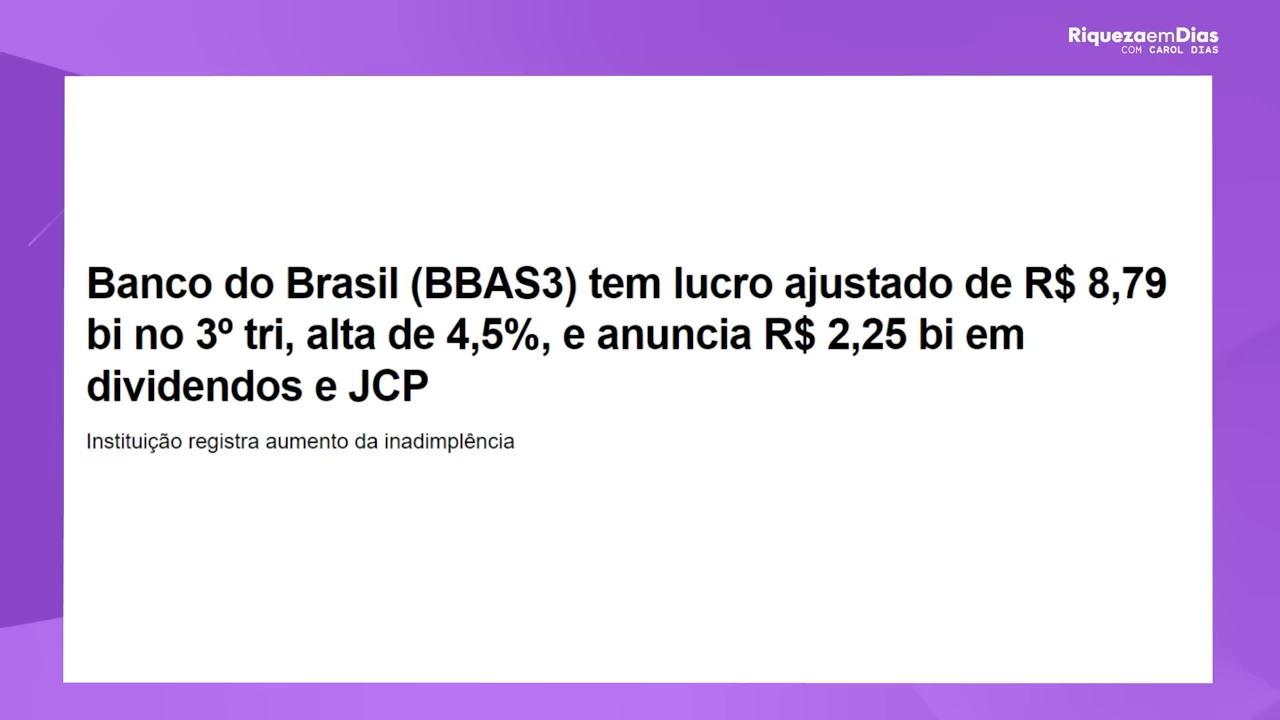 RiquezaemDias
COM CAROL DIAS
Banco do Brasil (BBAS3) tem lucro ajustado de R$ 8,79
bi no 3º tri, alta de 4,5%, e anuncia R$ 2,25 bi em
dividendos e JCP
Instituição registra aumento da inadimplência